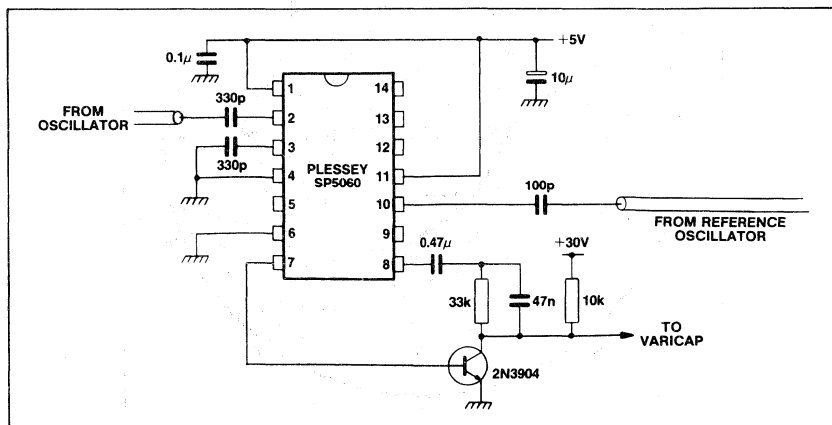 +5V
0.1μ
10μ
1
14
FROM
OSCILLATOR
330p
2
13
3
12
330p
PLESSEY
SP5060
4
11
100p
5
10
FROM REFERENCE
OSCILLATOR
6
9
0.47μ
+30V
7
8
33k
47n
10k
TO
VARICAP
2N3904